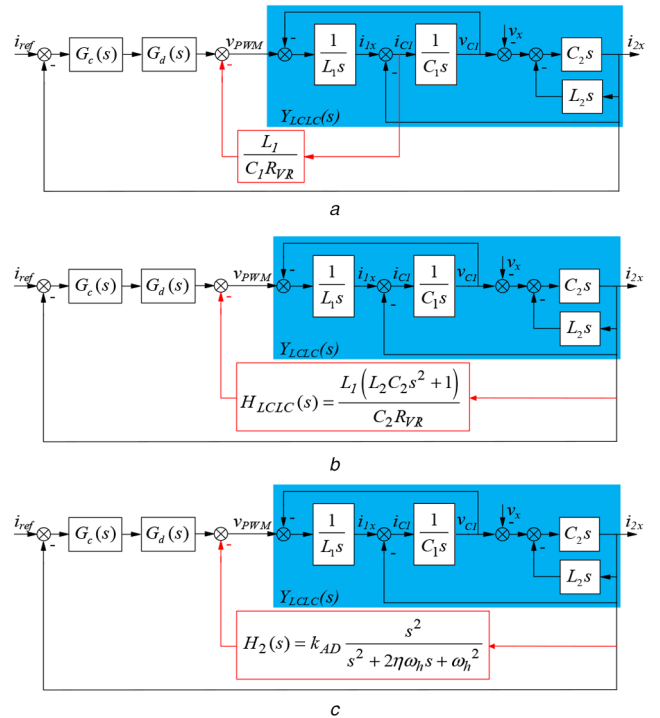 i_ref G_c(s) G_d(s) v_PWM - 1/(L_1s) i_1x i_C1 1/(C_1s) v_C1 v_x C_2s i_2x
- - - - - -
L_2s
Y_LCLC(s)
L_1/(C_1R_VR)
a
i_ref G_c(s) G_d(s) v_PWM - 1/(L_1s) i_1x i_C1 1/(C_1s) v_C1 v_x C_2s i_2x
- - - - - -
L_2s
Y_LCLC(s)
H_LCLC(s) = L_1(L_2C_2s^2+1)/(C_2R_VR)
b
i_ref G_c(s) G_d(s) v_PWM - 1/(L_1s) i_1x i_C1 1/(C_1s) v_C1 v_x C_2s i_2x
- - - - - -
L_2s
Y_LCLC(s)
H_2(s) = k_AD s^2/(s^2+2ηω_hs+ω_h^2)
c